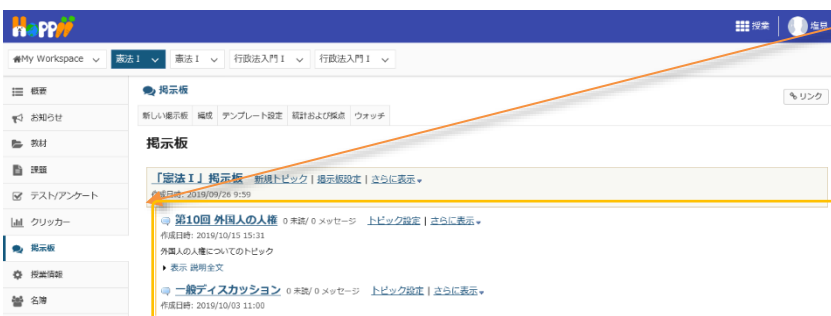 HOPPii
授業
塩見
My Workspace 憲法 I 憲法 I 行政法入門 I 行政法入門 I
概要
お知らせ
教材
課題
テスト/アンケート
クリッカー
掲示板
授業情報
名簿
掲示板
リンク
新しい掲示板 編成 テンプレート設定 統計および採点 ウォッチ
掲示板
「憲法 I」掲示板 新規トピック | 掲示板設定 | さらに表示
作成日時: 2019/09/26 9:59
第10回 外国人の人権 0 未読/ 0 メッセージ トピック設定 | さらに表示
作成日時: 2019/10/15 15:31
外国人の人権についてのトピック
表示 説明全文
一般ディスカッション 0 未読/ 0 メッセージ トピック設定 | さらに表示
作成日時: 2019/10/03 11:00